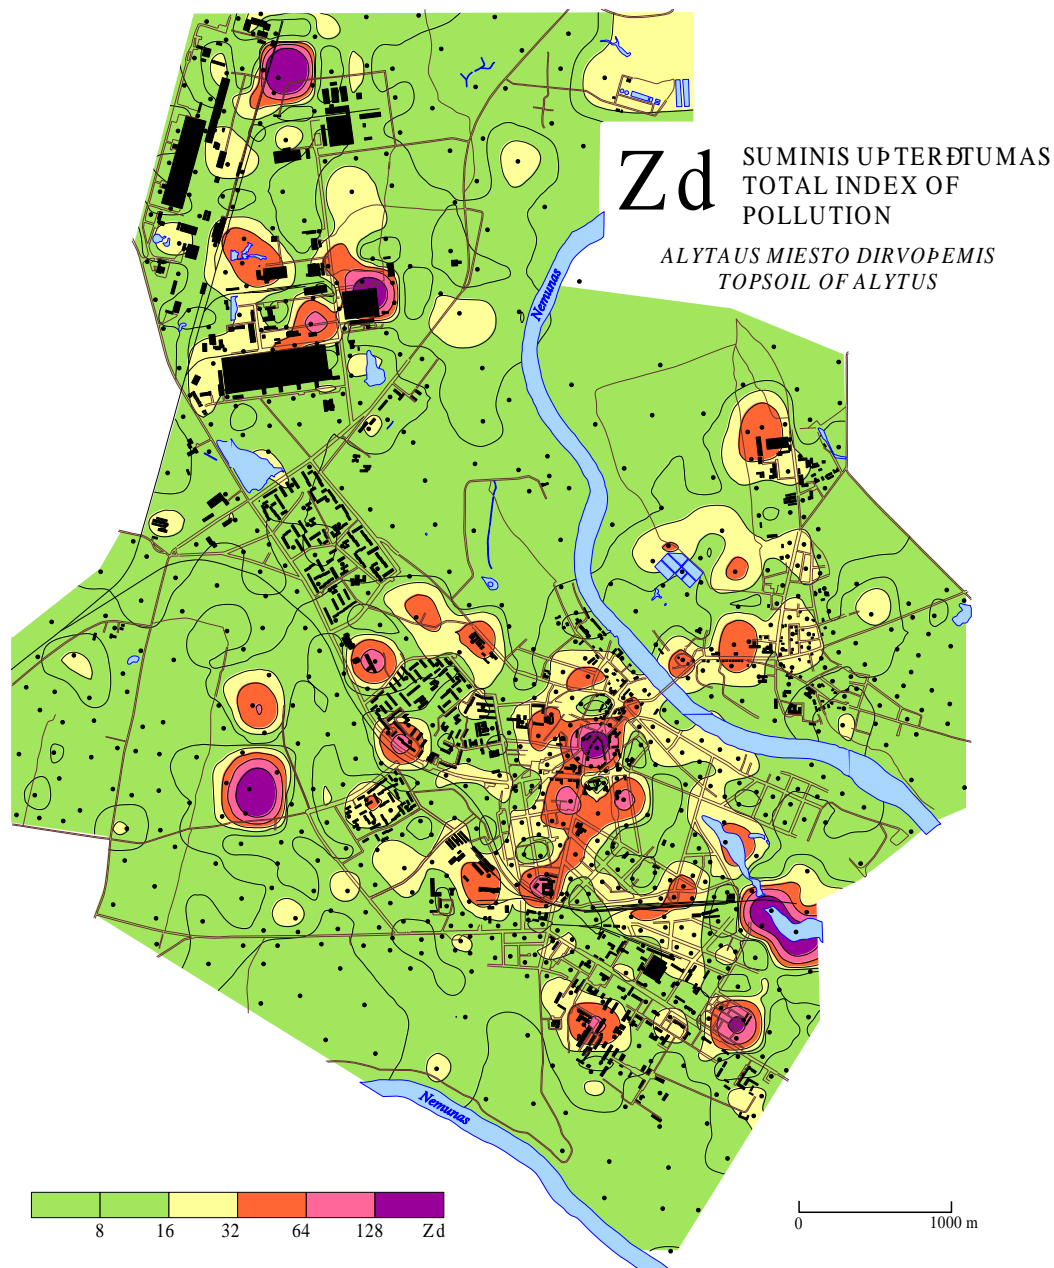 Zd
SUMINIS UÞTERÐTUMAS
TOTAL INDEX OF
POLLUTION
ALYTAUS MIESTO DIRVOÞEMIS
TOPSOIL OF ALYTUS
Nemunas
Nemunas
8 16 32 64 128 Zd
0 1000 m